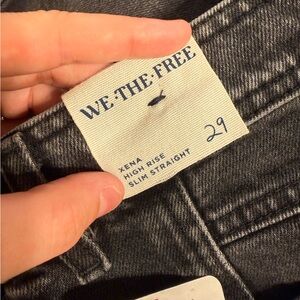 WE·THE·FREE
XENA
HIGH RISE
SLIM STRAIGHT
29